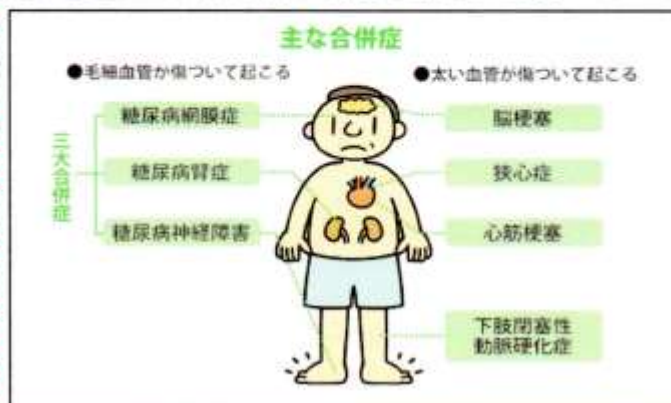 主な合併症
●毛細血管が傷ついて起こる
三大合併症
糖尿病網膜症
糖尿病腎症
糖尿病神経障害
●太い血管が傷ついて起こる
脳梗塞
狭心症
心筋梗塞
下肢閉塞性
動脈硬化症